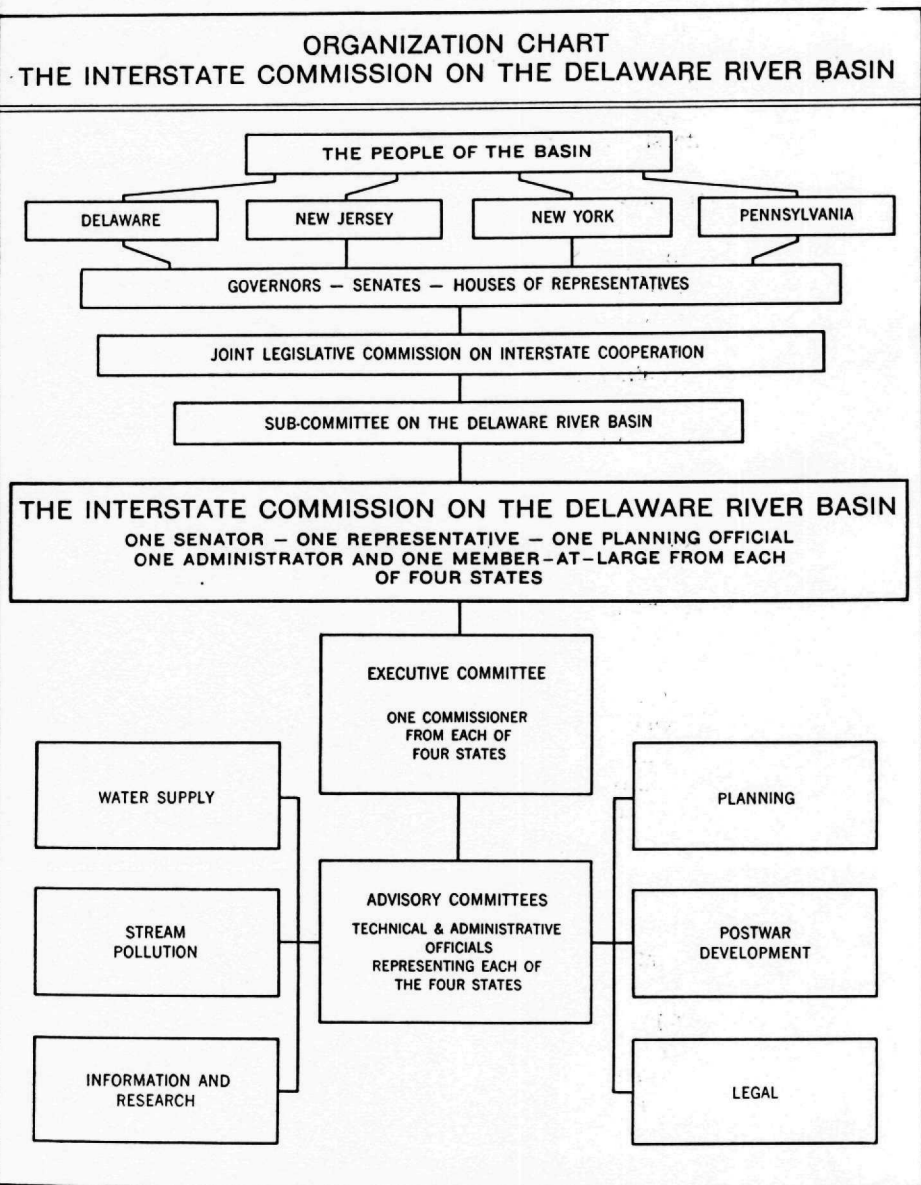 ORGANIZATION CHART
THE INTERSTATE COMMISSION ON THE DELAWARE RIVER BASIN
THE PEOPLE OF THE BASIN
DELAWARE
NEW JERSEY
NEW YORK
PENNSYLVANIA
GOVERNORS — SENATES — HOUSES OF REPRESENTATIVES
JOINT LEGISLATIVE COMMISSION ON INTERSTATE COOPERATION
SUB-COMMITTEE ON THE DELAWARE RIVER BASIN
THE INTERSTATE COMMISSION ON THE DELAWARE RIVER BASIN
ONE SENATOR — ONE REPRESENTATIVE — ONE PLANNING OFFICIAL
ONE ADMINISTRATOR AND ONE MEMBER-AT-LARGE FROM EACH
OF FOUR STATES
EXECUTIVE COMMITTEE
ONE COMMISSIONER
FROM EACH OF
FOUR STATES
WATER SUPPLY
PLANNING
ADVISORY COMMITTEES
TECHNICAL & ADMINISTRATIVE
OFFICIALS
REPRESENTING EACH OF
THE FOUR STATES
STREAM
POLLUTION
POSTWAR
DEVELOPMENT
INFORMATION AND
RESEARCH
LEGAL